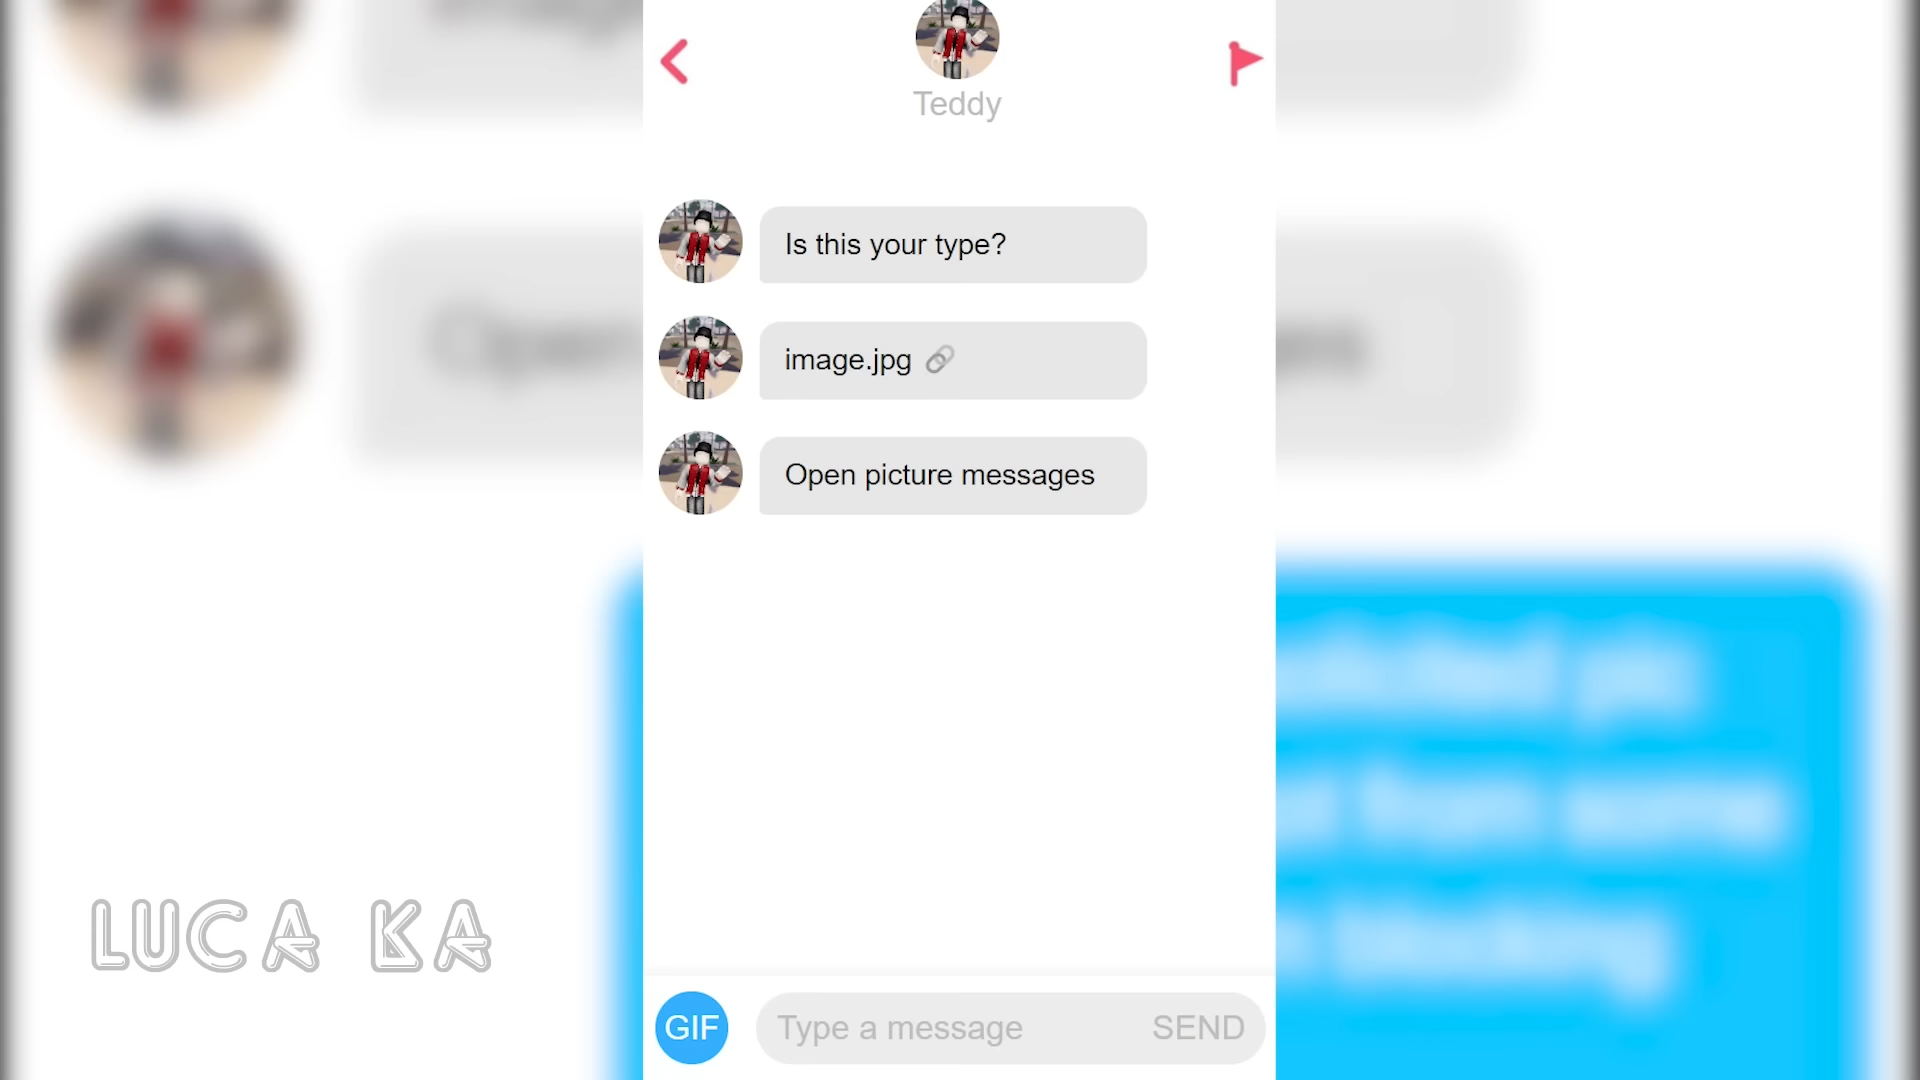 Teddy
Is this your type?
image.jpg
Open picture messages
LUCA KA
GIF Type a message SEND